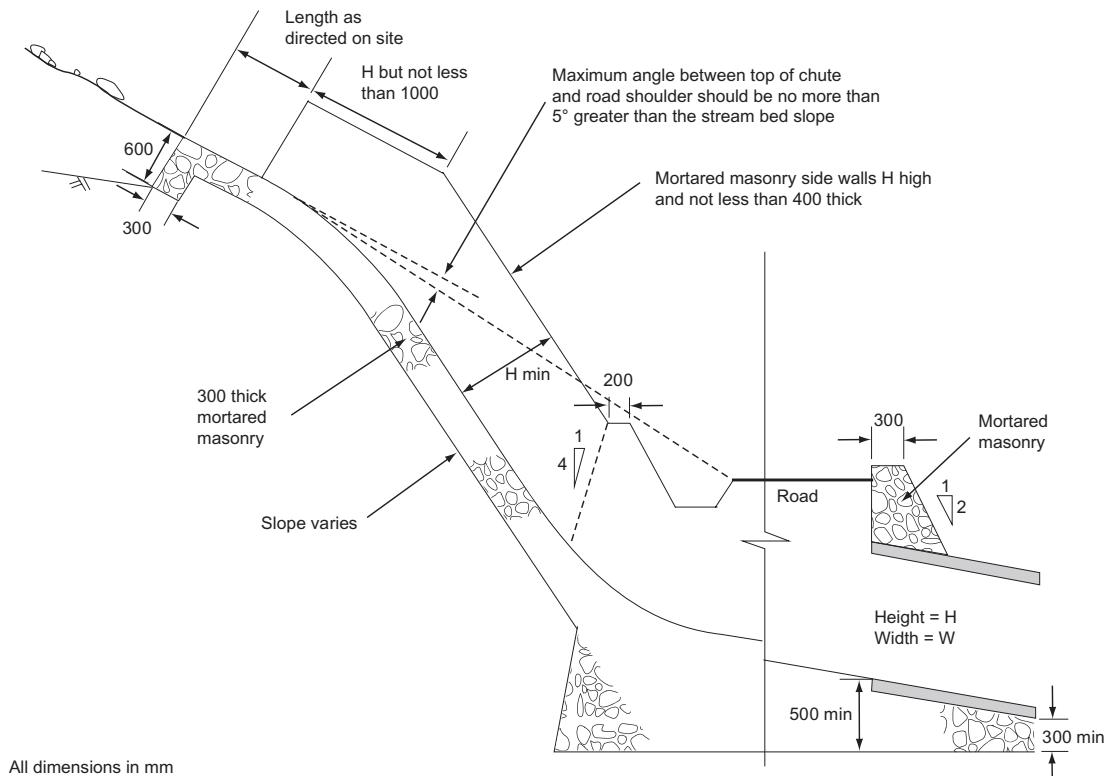 Length as
directed on site
H but not less
than 1000
Maximum angle between top of chute
and road shoulder should be no more
than
5° greater than the stream bed slope
600
300
Mortared masonry side walls H high
and not less than 400 thick
300 thick
mortared
masonry
H min
200
1
4
300
Mortared
masonry
1
2
Road
Slope varies
Height = H
Width = W
500 min
300 min
All dimensions in mm